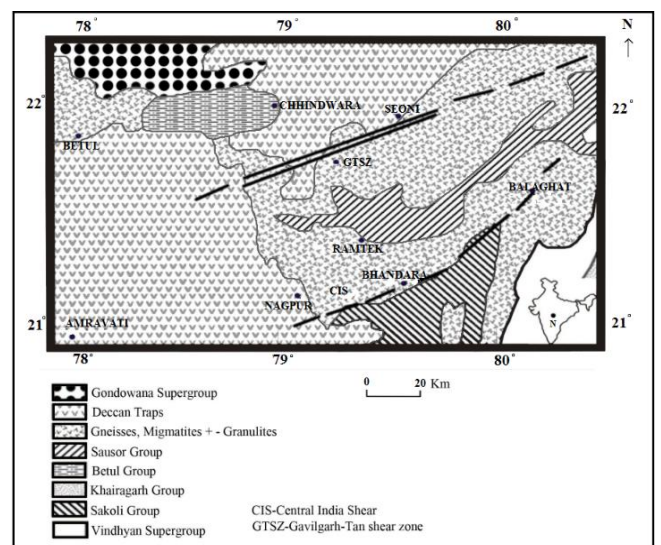 78° 79° 80° N
22° CHHINDWARA SEONI 22°
BETUL GTSZ BALAGHAT
RAMTEK
BHANDARA
NAGPUR CIS
N
21° AMRAVATI 21°
78° 79° 80°
0 20 Km
Gondowana Supergroup
Deccan Traps
Gneisses, Migmatites + - Granulites
Sausor Group
Betul Group
Khairagarh Group
Sakoli Group CIS-Central India Shear
Vindhyan Supergroup GTSZ-Gavilgarh-Tan shear zone